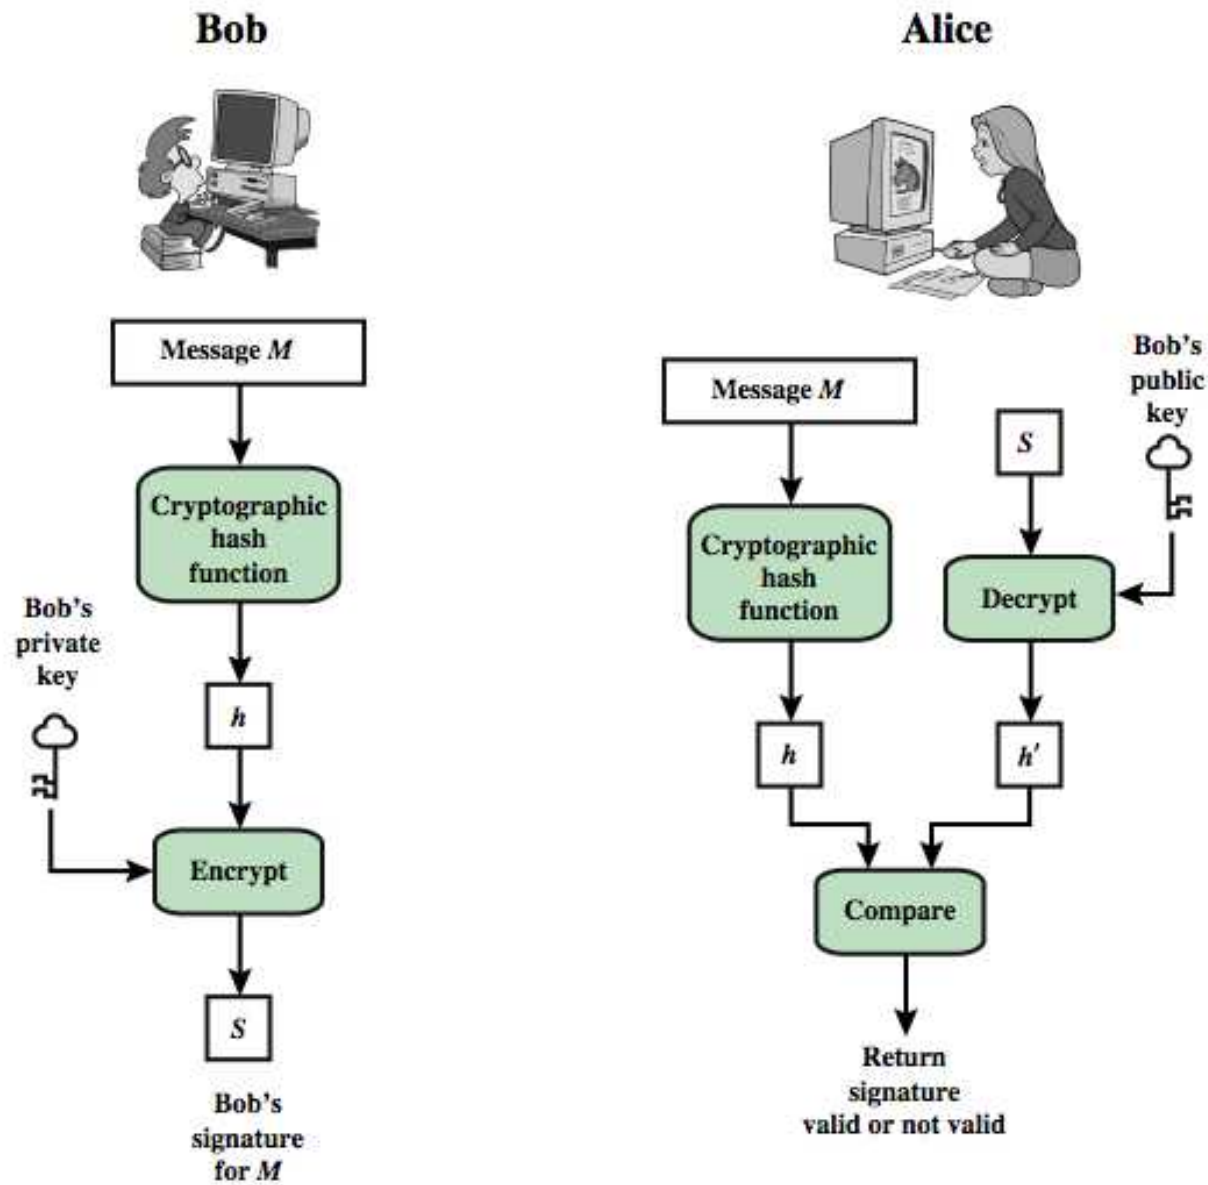 Bob
Message M
Cryptographic
hash
function
Bob's
private
key
h
Encrypt
S
Bob's
signature
for M
Alice
Message M
Bob's
public
key
S
Cryptographic
hash
function
Decrypt
h
h′
Compare
Return
signature
valid or not valid